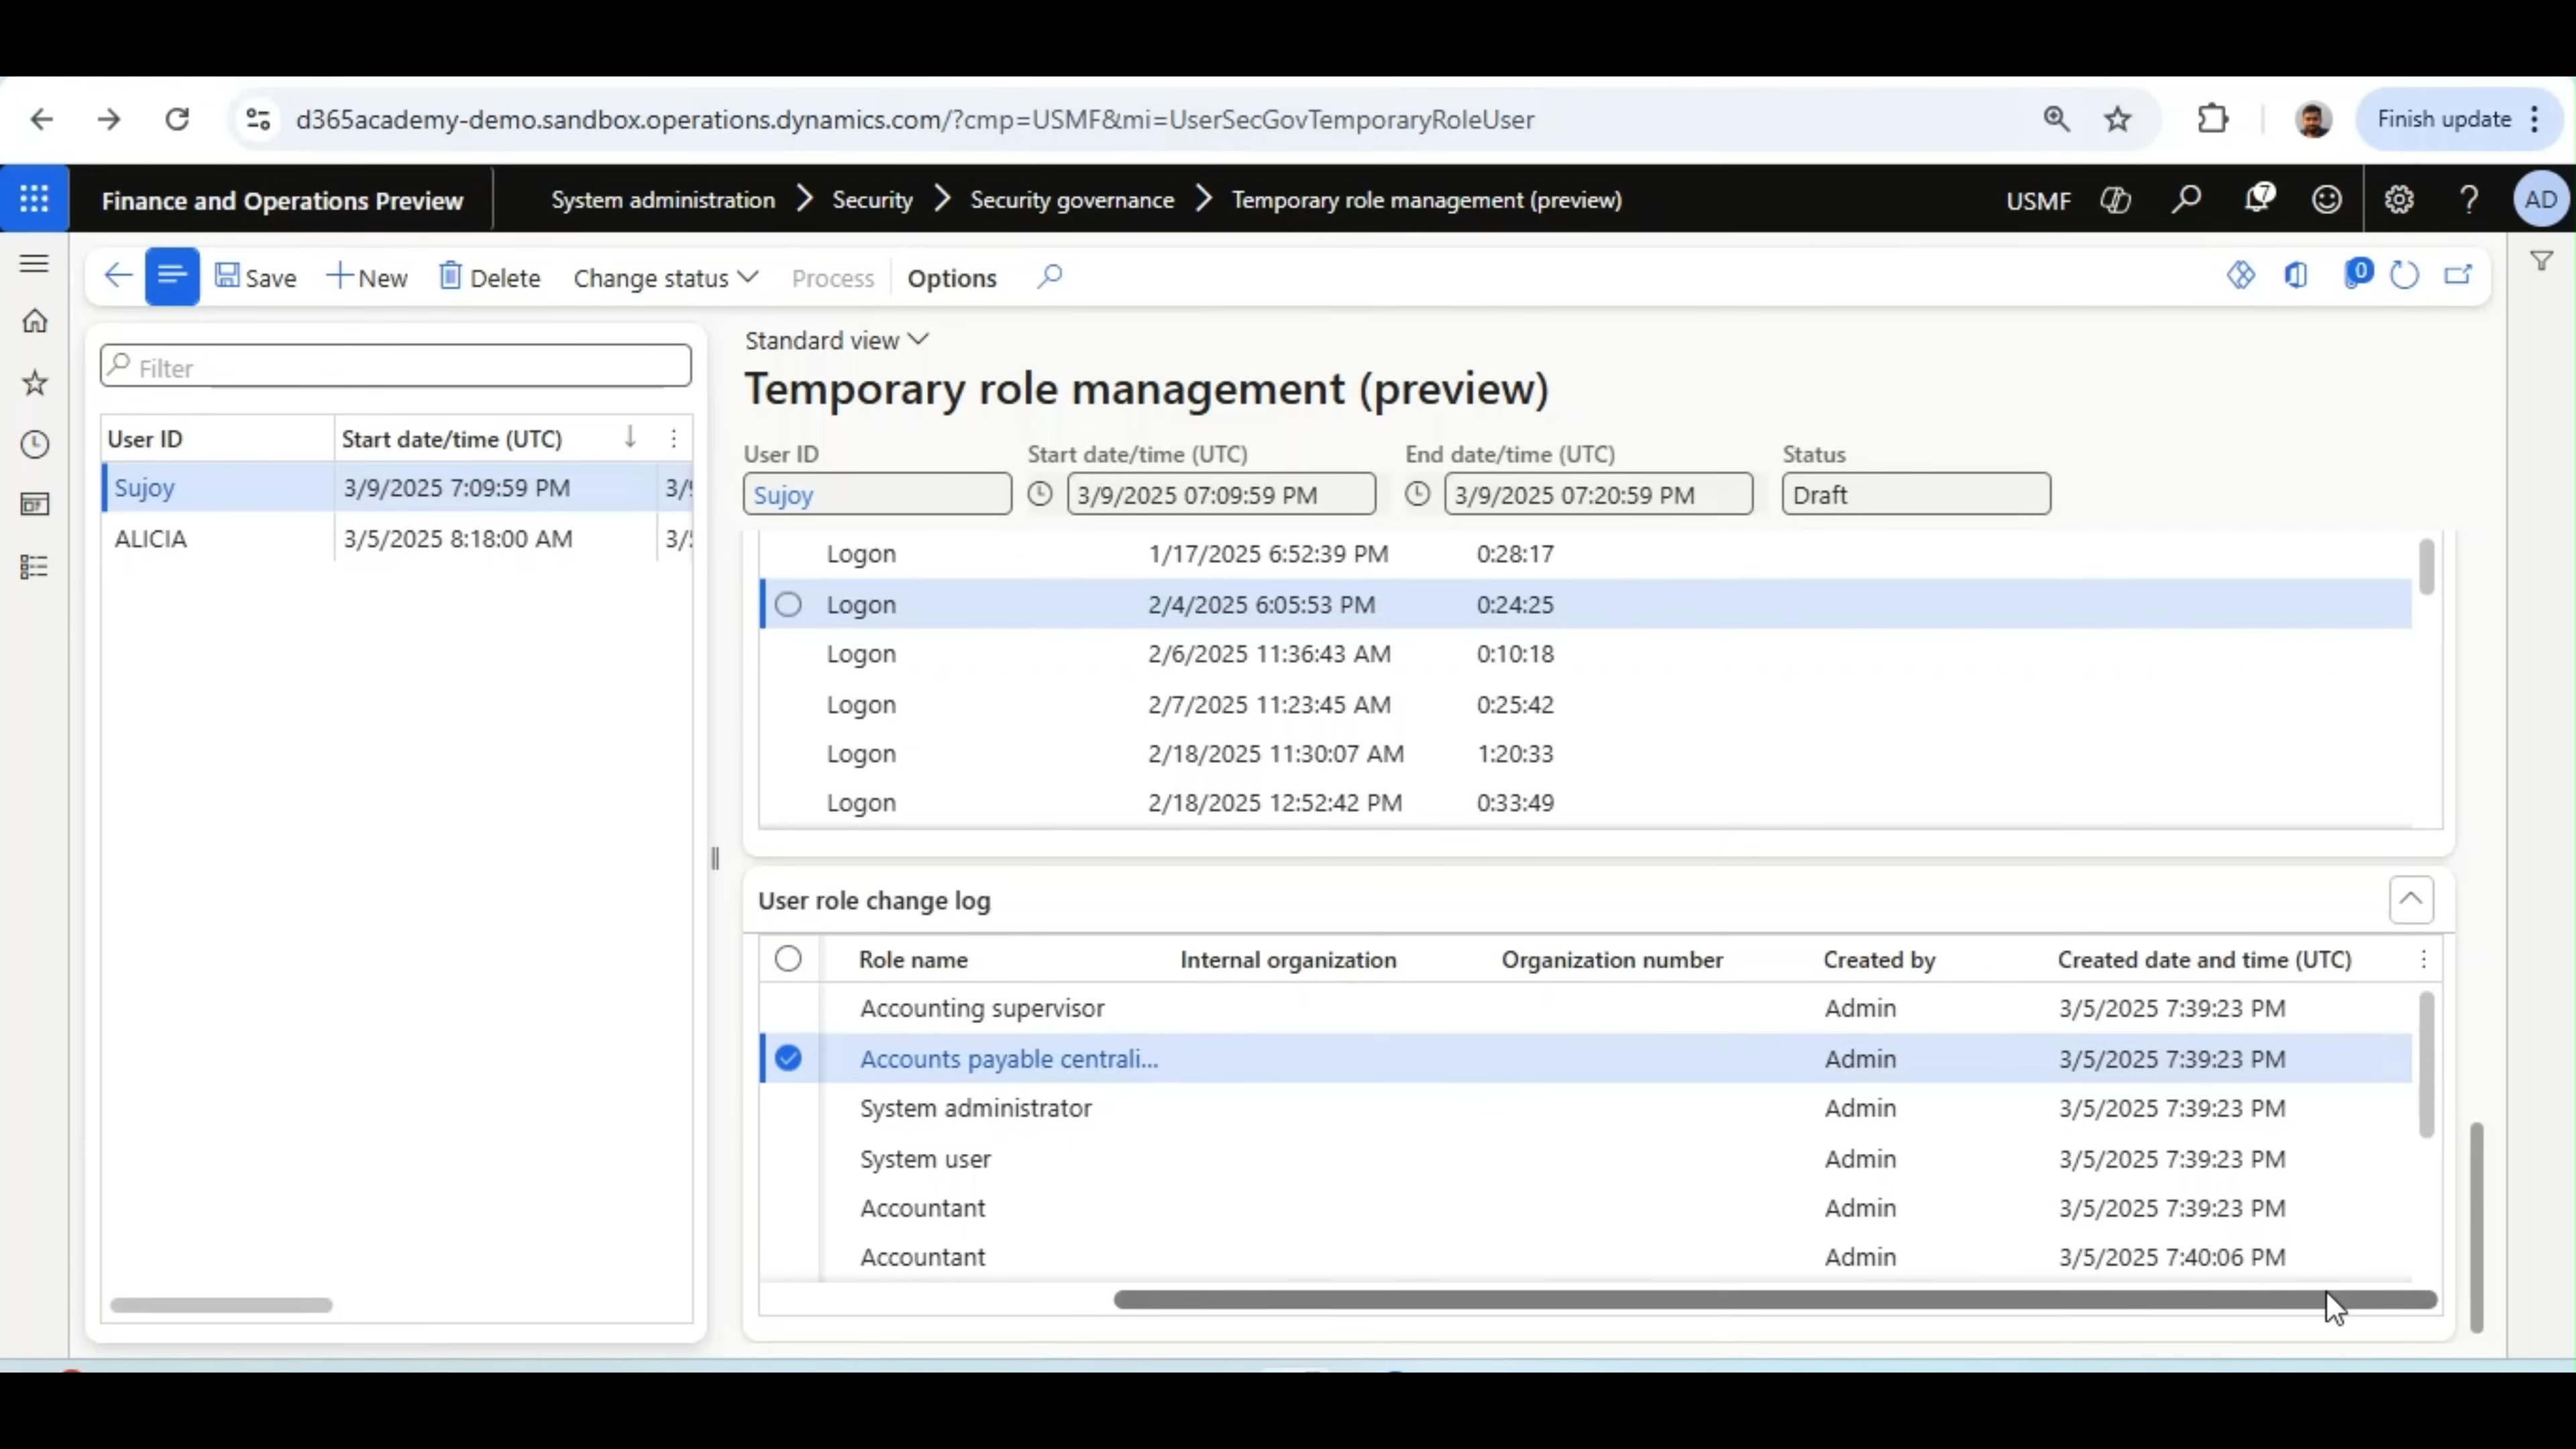 d365academy-demo.sandbox.operations.dynamics.com/?cmp=USMF&mi=UserSecGovTemporaryRoleUser
Finish update
Finance and Operations Preview
System administration
Security
Security governance
Temporary role management (preview)
USMF
7
?
AD
Save
New
Delete
Change status
Process
Options
0
Filter
User ID
Start date/time (UTC)
Sujoy
3/9/2025 7:09:59 PM
3/9
ALICIA
3/5/2025 8:18:00 AM
3/5
Standard view
Temporary role management (preview)
User ID
Start date/time (UTC)
End date/time (UTC)
Status
Sujoy
3/9/2025 07:09:59 PM
3/9/2025 07:20:59 PM
Draft
Logon 1/17/2025 6:52:39 PM 0:28:17
Logon 2/4/2025 6:05:53 PM 0:24:25
Logon 2/6/2025 11:36:43 AM 0:10:18
Logon 2/7/2025 11:23:45 AM 0:25:42
Logon 2/18/2025 11:30:07 AM 1:20:33
Logon 2/18/2025 12:52:42 PM 0:33:49
User role change log
Role name Internal organization Organization number Created by Created date and time (UTC)
Accounting supervisor Admin 3/5/2025 7:39:23 PM
Accounts payable centrali... Admin 3/5/2025 7:39:23 PM
System administrator Admin 3/5/2025 7:39:23 PM
System user Admin 3/5/2025 7:39:23 PM
Accountant Admin 3/5/2025 7:39:23 PM
Accountant Admin 3/5/2025 7:40:06 PM